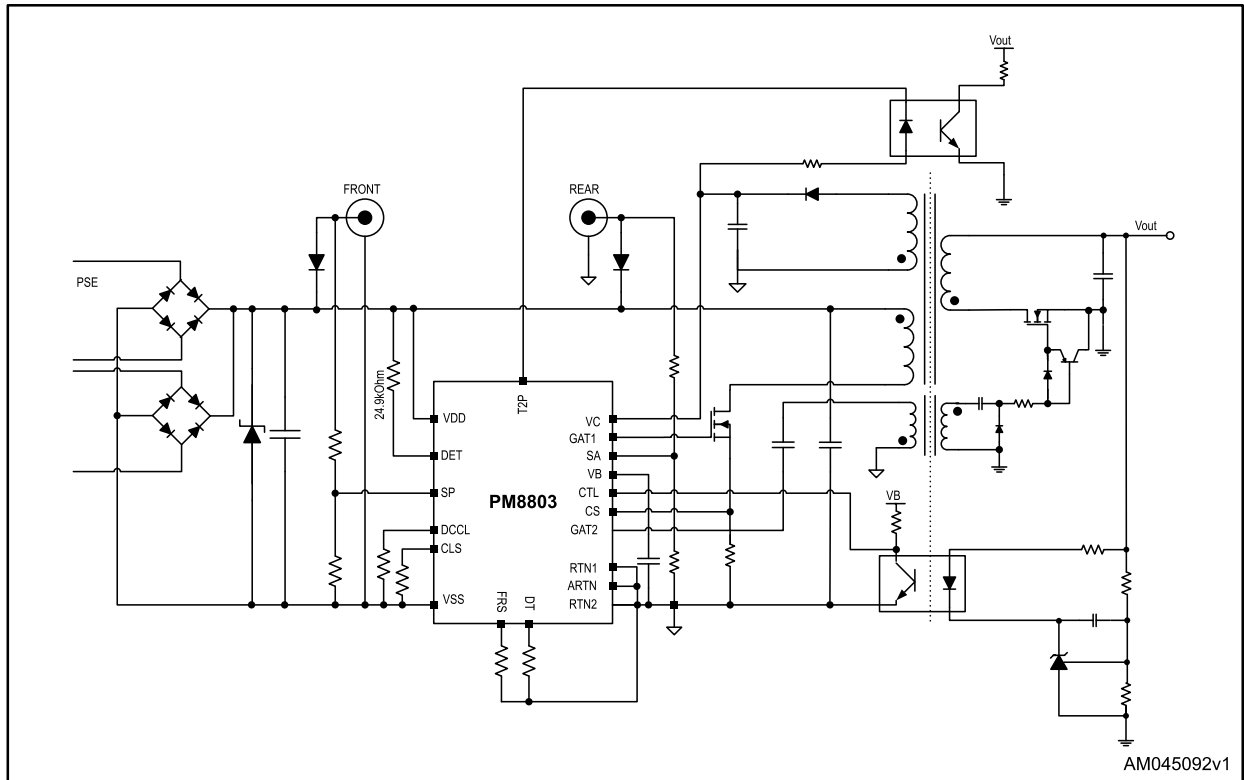 Vout
FRONT
REAR
Vout
PSE
24.9kOhm
T2P
VDD
DET
SP
DCCL
CLS
VSS
PM8803
VC
GAT1
SA
VB
CTL
CS
GAT2
RTN1
ARTN
RTN2
FRS
DT
VB
AM045092v1